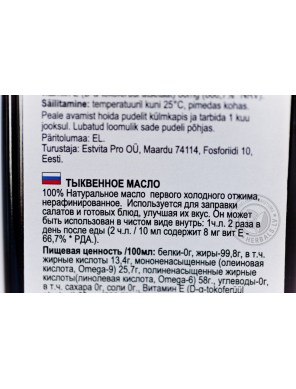 Säilitamine: temperatuuril kuni 25°C, pimedas kohas.
Peale avamist hoida pudelit külmkapis ja tarbida 1 kuu
jooksul. Lubatud loomulik sade pudeli põhjas.
Päritolumaa: EL.
Turustaja: Estvita Pro OÜ, Maardu 74114, Fosforiidi 10,
Eesti.
ТЫКВЕННОЕ МАСЛО
100% Натуральное масло первого холодного отжима,
нерафинированное. Используется для заправки
салатов и готовых блюд, улучшая их вкус. Он может
быть использован в чистом виде внутрь: 1ч.л. 2 раза в
день после еды (2 ч.л. / 10 мл содержит 8 мг вит E-
66,7% * РДА.).
Пищевая ценность /100мл: белки-0г, жиры-99,8г, в т.ч.
жирные кислоты 13,4г, мононенасыщенные (олеиновая
кислота, Omega-9) 25,7г, полиненасыщенные жирные
кислоты (линолевая кислота, Omega-6) 58г., углеводы-0г,
в т.ч. сахара 0г, соли 0г., Витамин E (D-α-tokoferüül